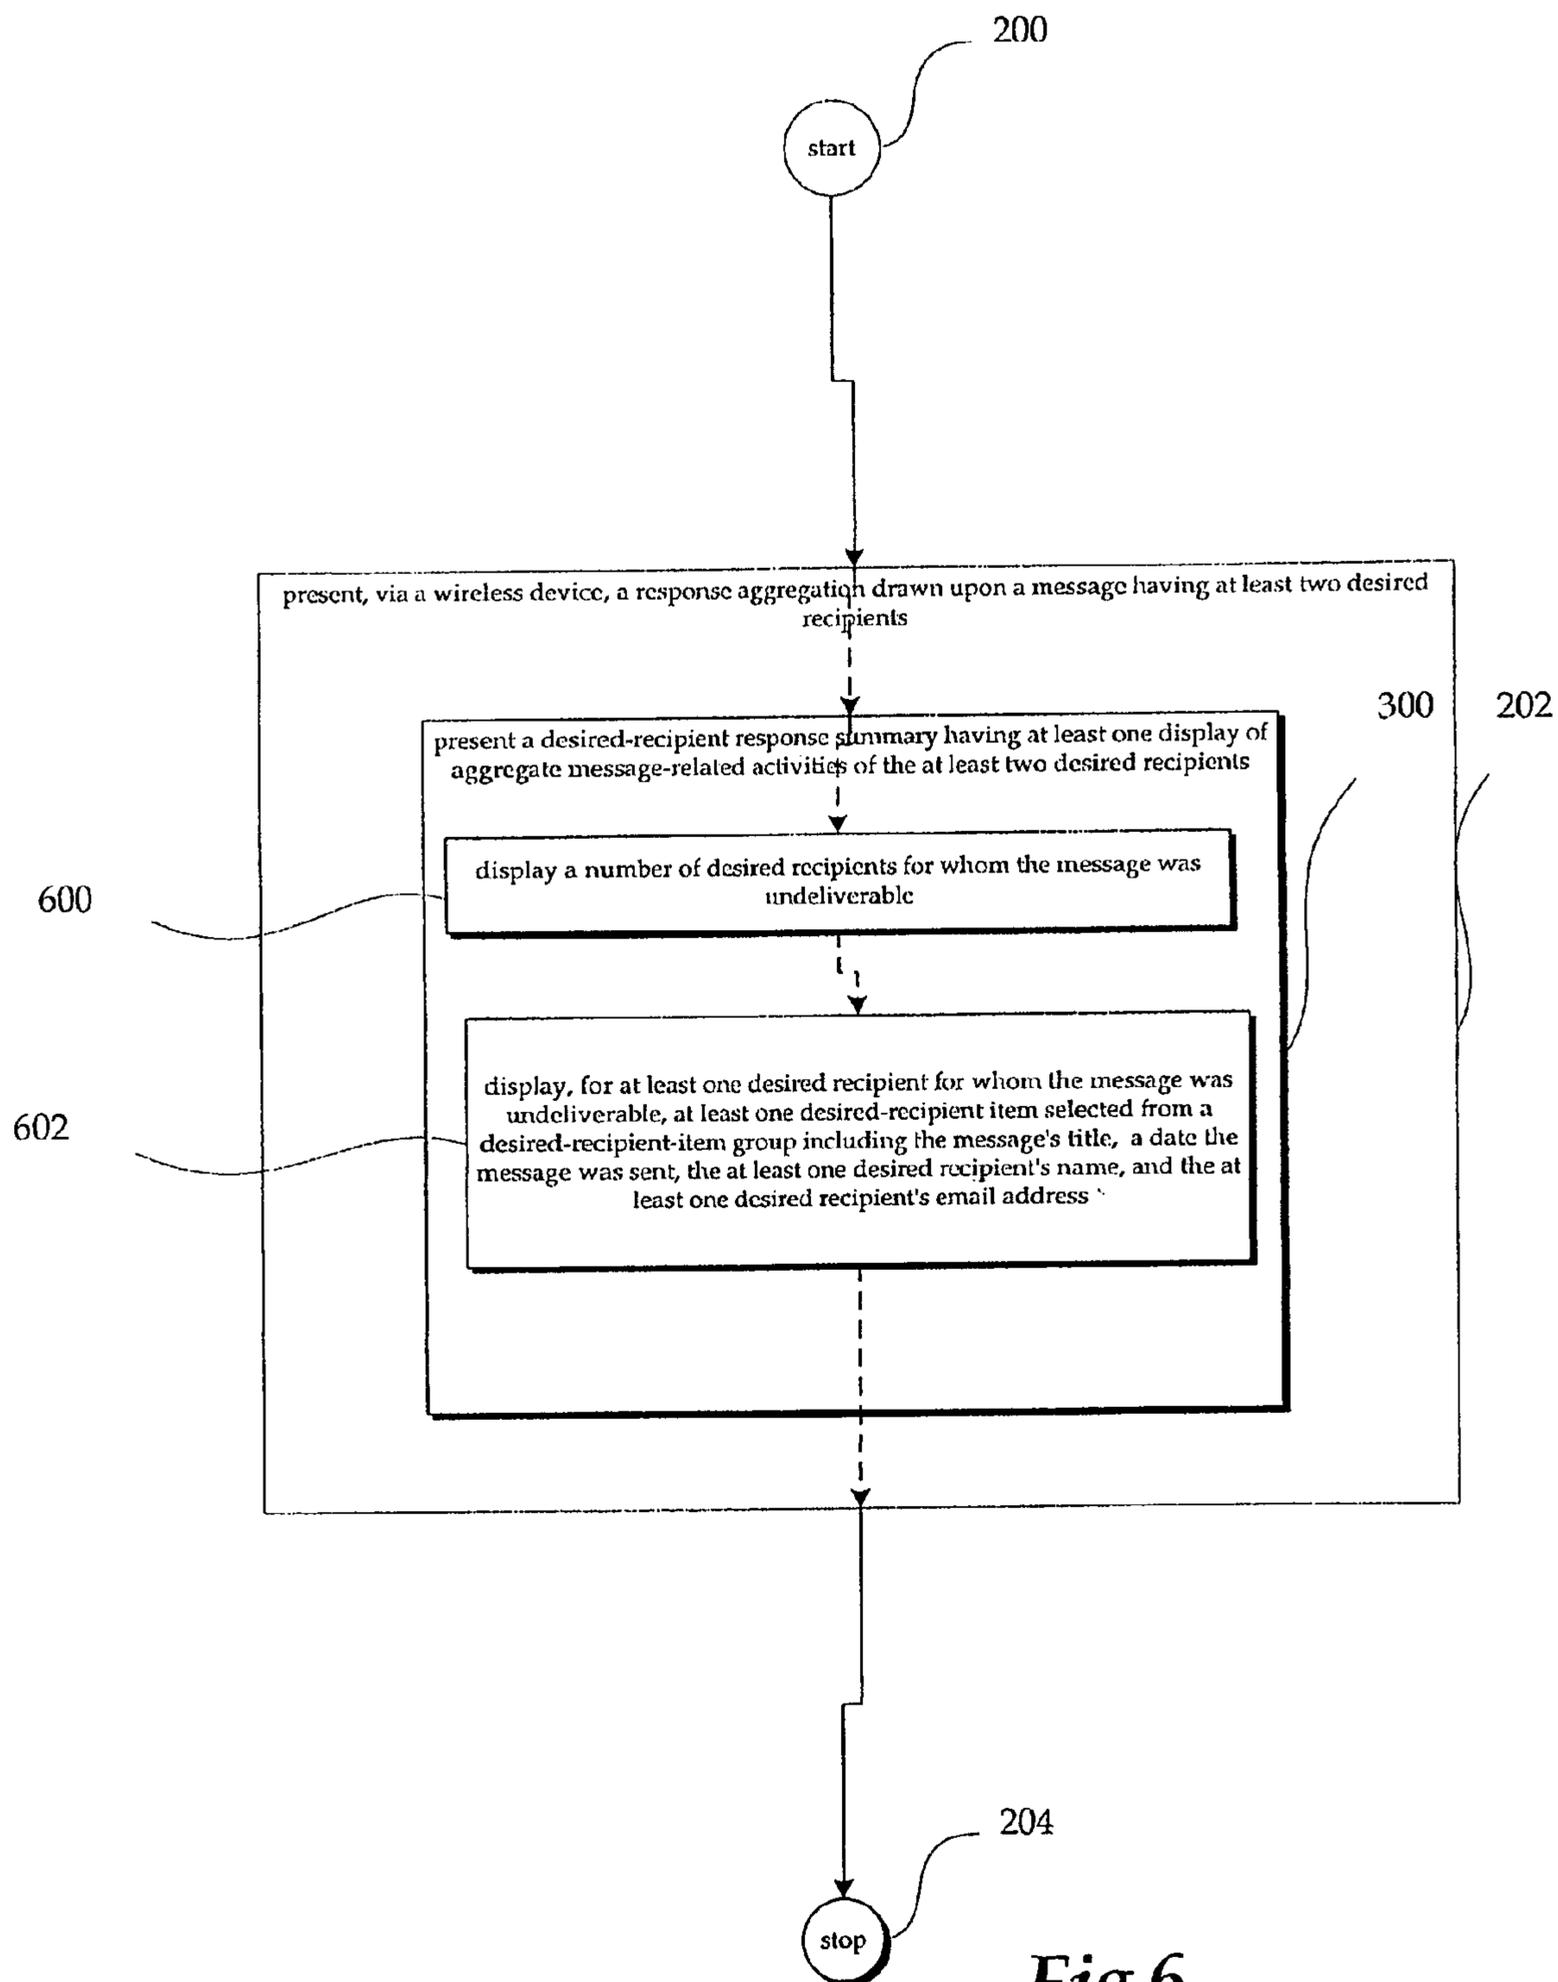 200
start
present, via a wireless device, a response aggregation drawn upon a message having at least two desired
recipients
300
202
present a desired-recipient response summary having at least one display of
aggregate message-related activities of the at least two desired recipients
display a number of desired recipients for whom the message was
undeliverable
600
display, for at least one desired recipient for whom the message was
undeliverable, at least one desired-recipient item selected from a
desired-recipient-item group including the message's title, a date the
message was sent, the at least one desired recipient's name, and the at
least one desired recipient's email address
602
204
stop
Fig 6